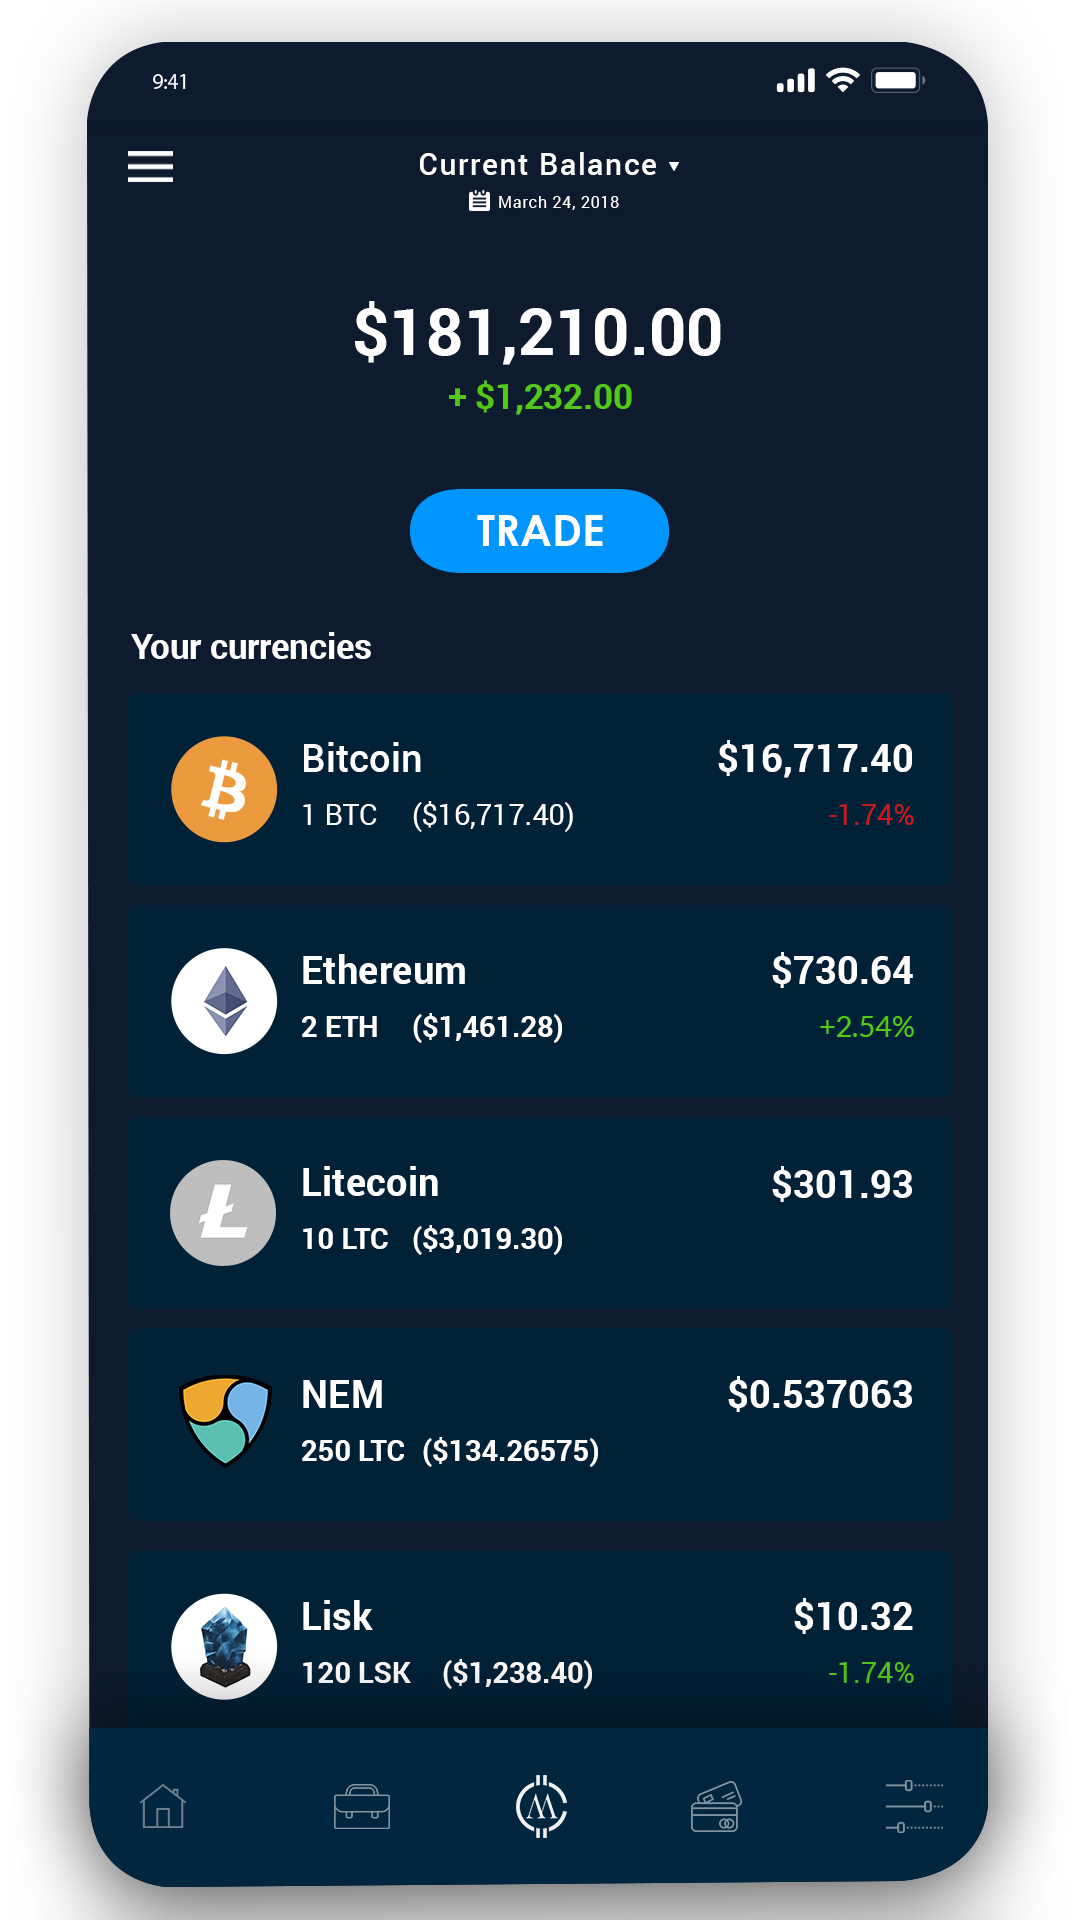 9:41
Current Balance ▾
March 24, 2018
$181,210.00
+ $1,232.00
TRADE
Your currencies
Bitcoin $16,717.40
1 BTC ($16,717.40) -1.74%
Ethereum $730.64
2 ETH ($1,461.28) +2.54%
Litecoin $301.93
10 LTC ($3,019.30)
NEM $0.537063
250 LTC ($134.26575)
Lisk $10.32
120 LSK ($1,238.40) -1.74%